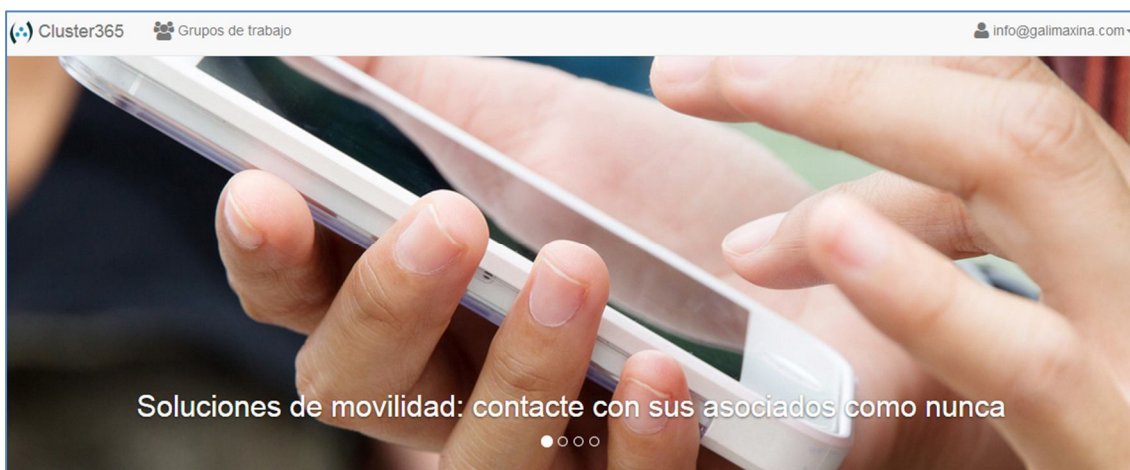 Cluster365 Grupos de trabajo info@galimaxina.com
Soluciones de movilidad: contacte con sus asociados como nunca